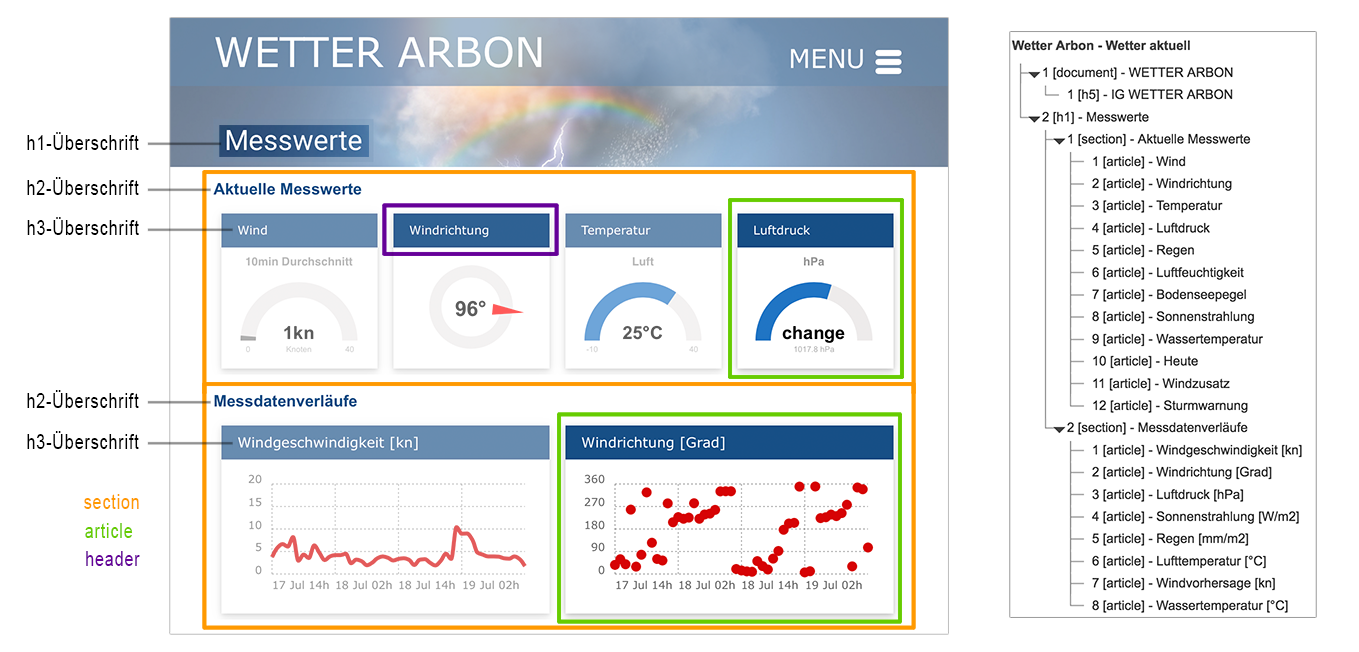 WETTER ARBON
MENU
h1-Überschrift
Messwerte
h2-Überschrift
Aktuelle Messwerte
h3-Überschrift
Wind
Windrichtung
Temperatur
Luftdruck
10min Durchschnitt
Luft
hPa
96°
1kn
25°C
change
0
Knoten
40
-10
40
1017.8 hPa
h2-Überschrift
Messdatenverläufe
h3-Überschrift
Windgeschwindigkeit [kn]
Windrichtung [Grad]
20
15
10
5
0
17 Jul 14h
18 Jul 02h
18 Jul 14h
19 Jul 02h
360
270
180
90
0
17 Jul 14h
18 Jul 02h
18 Jul 14h
19 Jul 02h
section
article
header
Wetter Arbon - Wetter aktuell
1 [document] - WETTER ARBON
1 [h5] - IG WETTER ARBON
2 [h1] - Messwerte
1 [section] - Aktuelle Messwerte
1 [article] - Wind
2 [article] - Windrichtung
3 [article] - Temperatur
4 [article] - Luftdruck
5 [article] - Regen
6 [article] - Luftfeuchtigkeit
7 [article] - Bodenseepegel
8 [article] - Sonnenstrahlung
9 [article] - Wassertemperatur
10 [article] - Heute
11 [article] - Windzusatz
12 [article] - Sturmwarnung
2 [section] - Messdatenverläufe
1 [article] - Windgeschwindigkeit [kn]
2 [article] - Windrichtung [Grad]
3 [article] - Luftdruck [hPa]
4 [article] - Sonnenstrahlung [W/m2]
5 [article] - Regen [mm/m2]
6 [article] - Lufttemperatur [°C]
7 [article] - Windvorhersage [kn]
8 [article] - Wassertemperatur [°C]